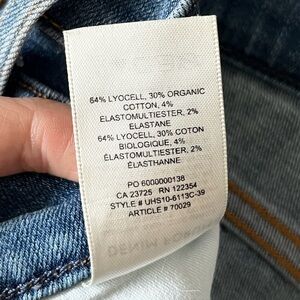 64% LYOCELL, 30% ORGANIC
COTTON, 4%
ELASTOMULTIESTER, 2%
ELASTANE
64% LYOCELL, 30% COTON
BIOLOGIQUE, 4%
ÉLASTOMULTIESTER, 2%
ÉLASTHANNE
PO 6000000138
CA 23725 RN 122354
STYLE # UHS10-6113C-39
ARTICLE # 70029